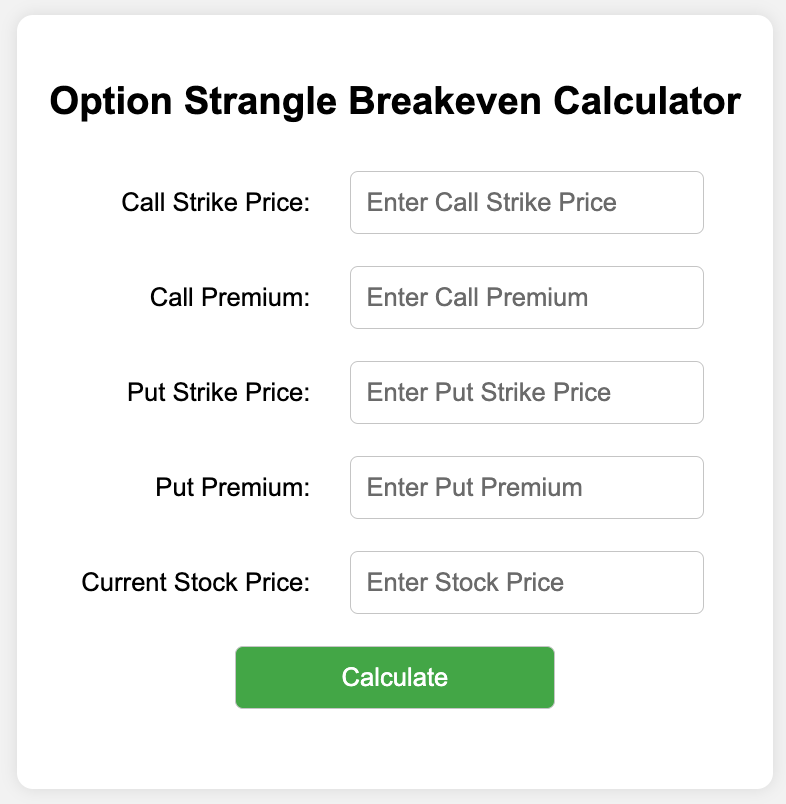 Option Strangle Breakeven Calculator
Call Strike Price: Enter Call Strike Price
Call Premium: Enter Call Premium
Put Strike Price: Enter Put Strike Price
Put Premium: Enter Put Premium
Current Stock Price: Enter Stock Price
Calculate